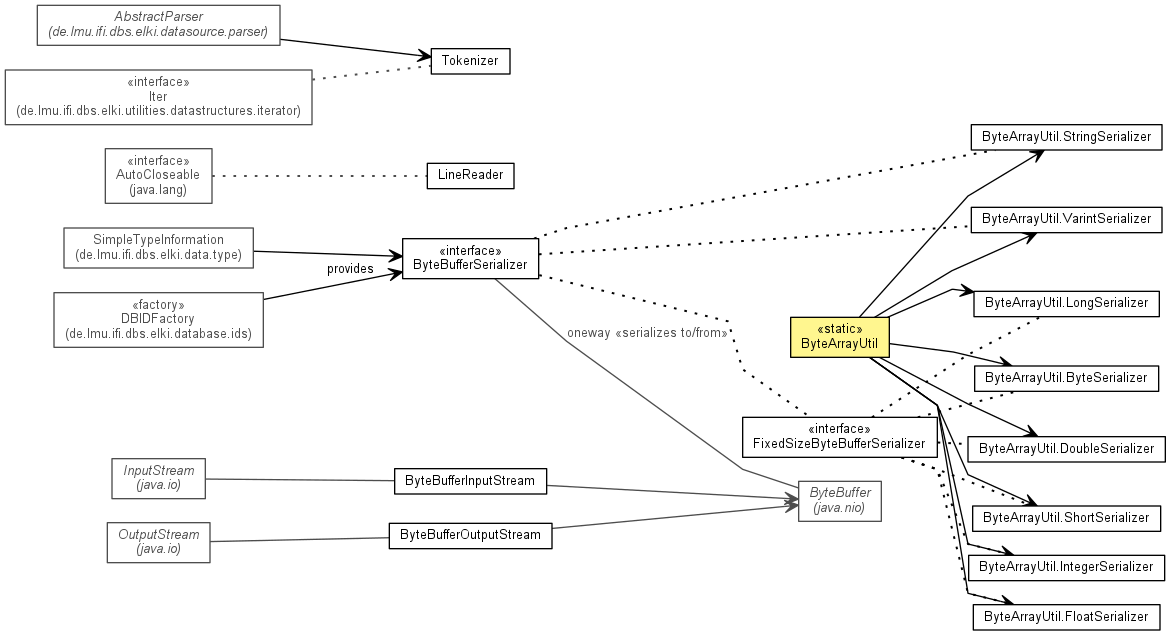 AbstractParser
(de.lmu.ifi.dbs.elki.datasource.parser)
Tokenizer
«interface»
Iter
(de.lmu.ifi.dbs.elki.utilities.datastructures.iterator)
ByteArrayUtil.StringSerializer
«interface»
AutoCloseable
(java.lang)
LineReader
ByteArrayUtil.VarintSerializer
SimpleTypeInformation
(de.lmu.ifi.dbs.elki.data.type)
«interface»
ByteBufferSerializer
provides
«factory»
DBIDFactory
(de.lmu.ifi.dbs.elki.database.ids)
ByteArrayUtil.LongSerializer
oneway «serializes to/from»
«static»
ByteArrayUtil
ByteArrayUtil.ByteSerializer
«interface»
FixedSizeByteBufferSerializer
ByteArrayUtil.DoubleSerializer
InputStream
(java.io)
ByteBufferInputStream
ByteBuffer
(java.nio)
ByteArrayUtil.ShortSerializer
OutputStream
(java.io)
ByteBufferOutputStream
ByteArrayUtil.IntegerSerializer
ByteArrayUtil.FloatSerializer